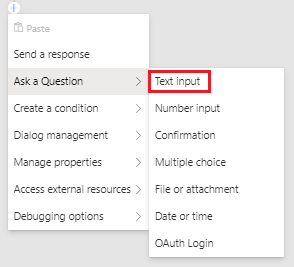 Paste
Send a response
Ask a Question
Text input
Number input
Confirmation
Multiple choice
File or attachment
Date or time
OAuth Login
Create a condition
Dialog management
Manage properties
Access external resources
Debugging options